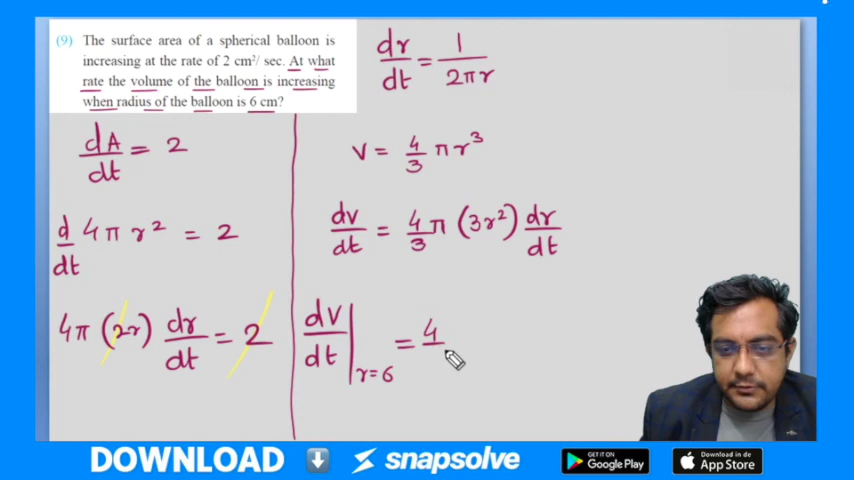 (9) The surface area of a spherical balloon is
increasing at the rate of 2 cm²/ sec. At what
rate the volume of the balloon is increasing
when radius of the balloon is 6 cm?
dA/dt = 2
d/dt 4πr² = 2
4π (2r) dr/dt = 2
dr/dt = 1/2πr
V = 4/3 πr³
dv/dt = 4/3 π (3r²) dr/dt
dV/dt | r=6 = 4
DOWNLOAD ⬇ snapsolve
GET IT ON
Google Play
Download in de
App Store